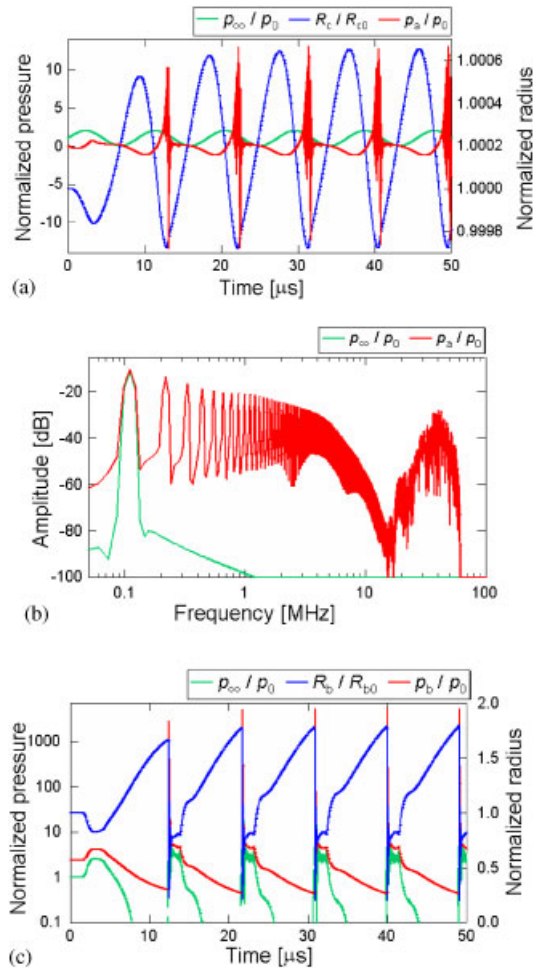 p∞ / p0 Rc / Rc0 pa / p0
Normalized pressure
10
5
0
-5
-10
1.0006
1.0004
1.0002
1.0000
0.9998
Normalized radius
0 10 20 30 40 50
(a)
Time [μs]
p∞ / p0 pa / p0
Amplitude [dB]
-20
-40
-60
-80
-100
0.1 1 10 100
(b)
Frequency [MHz]
p∞ / p0 Rb / Rb0 pb / p0
Normalized pressure
1000
100
10
1
0.1
2.0
1.5
1.0
0.5
0.0
Normalized radius
0 10 20 30 40 50
(c)
Time [μs]